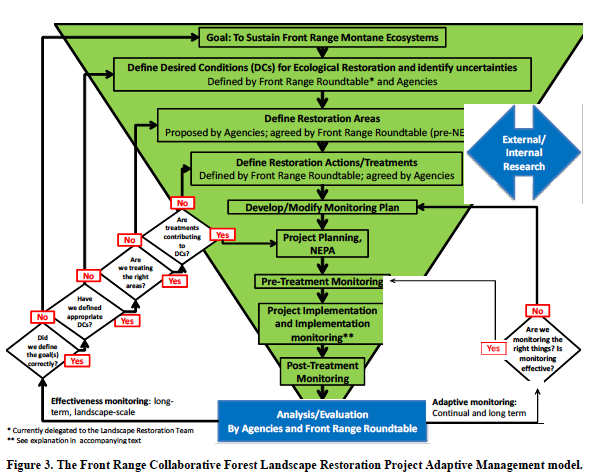 Goal: To Sustain Front Range Montane Ecosystems
Define Desired Conditions (DCs) for Ecological Restoration and identify uncertainties
Defined by Front Range Roundtable* and Agencies
Define Restoration Areas
Proposed by Agencies; agreed by Front Range Roundtable (pre-NE
External/
Internal
Research
Define Restoration Actions/Treatments
Defined by Front Range Roundtable; agreed by Agencies
Develop/Modify Monitoring Plan
No
Are
treatments
contributing
to
DCs?
Yes
Project Planning,
NEPA
No
Are
we treating
the right
areas?
Yes
Pre-Treatment Monitoring
No
Have
we defined
appropriate
DCs?
Yes
Project Implementation
and Implementation
monitoring**
No
Did
we define
the goal(s)
correctly?
Yes
Post-Treatment
Monitoring
No
Are we
monitoring the
right things? Is
monitoring
effective?
Yes
Effectiveness monitoring: long-
term, landscape-scale
Adaptive monitoring:
Continual and long term
Analysis/Evaluation
By Agencies and Front Range Roundtable
* Currently delegated to the Landscape Restoration Team
** See explanation in accompanying text
Figure 3. The Front Range Collaborative Forest Landscape Restoration Project Adaptive Management model.